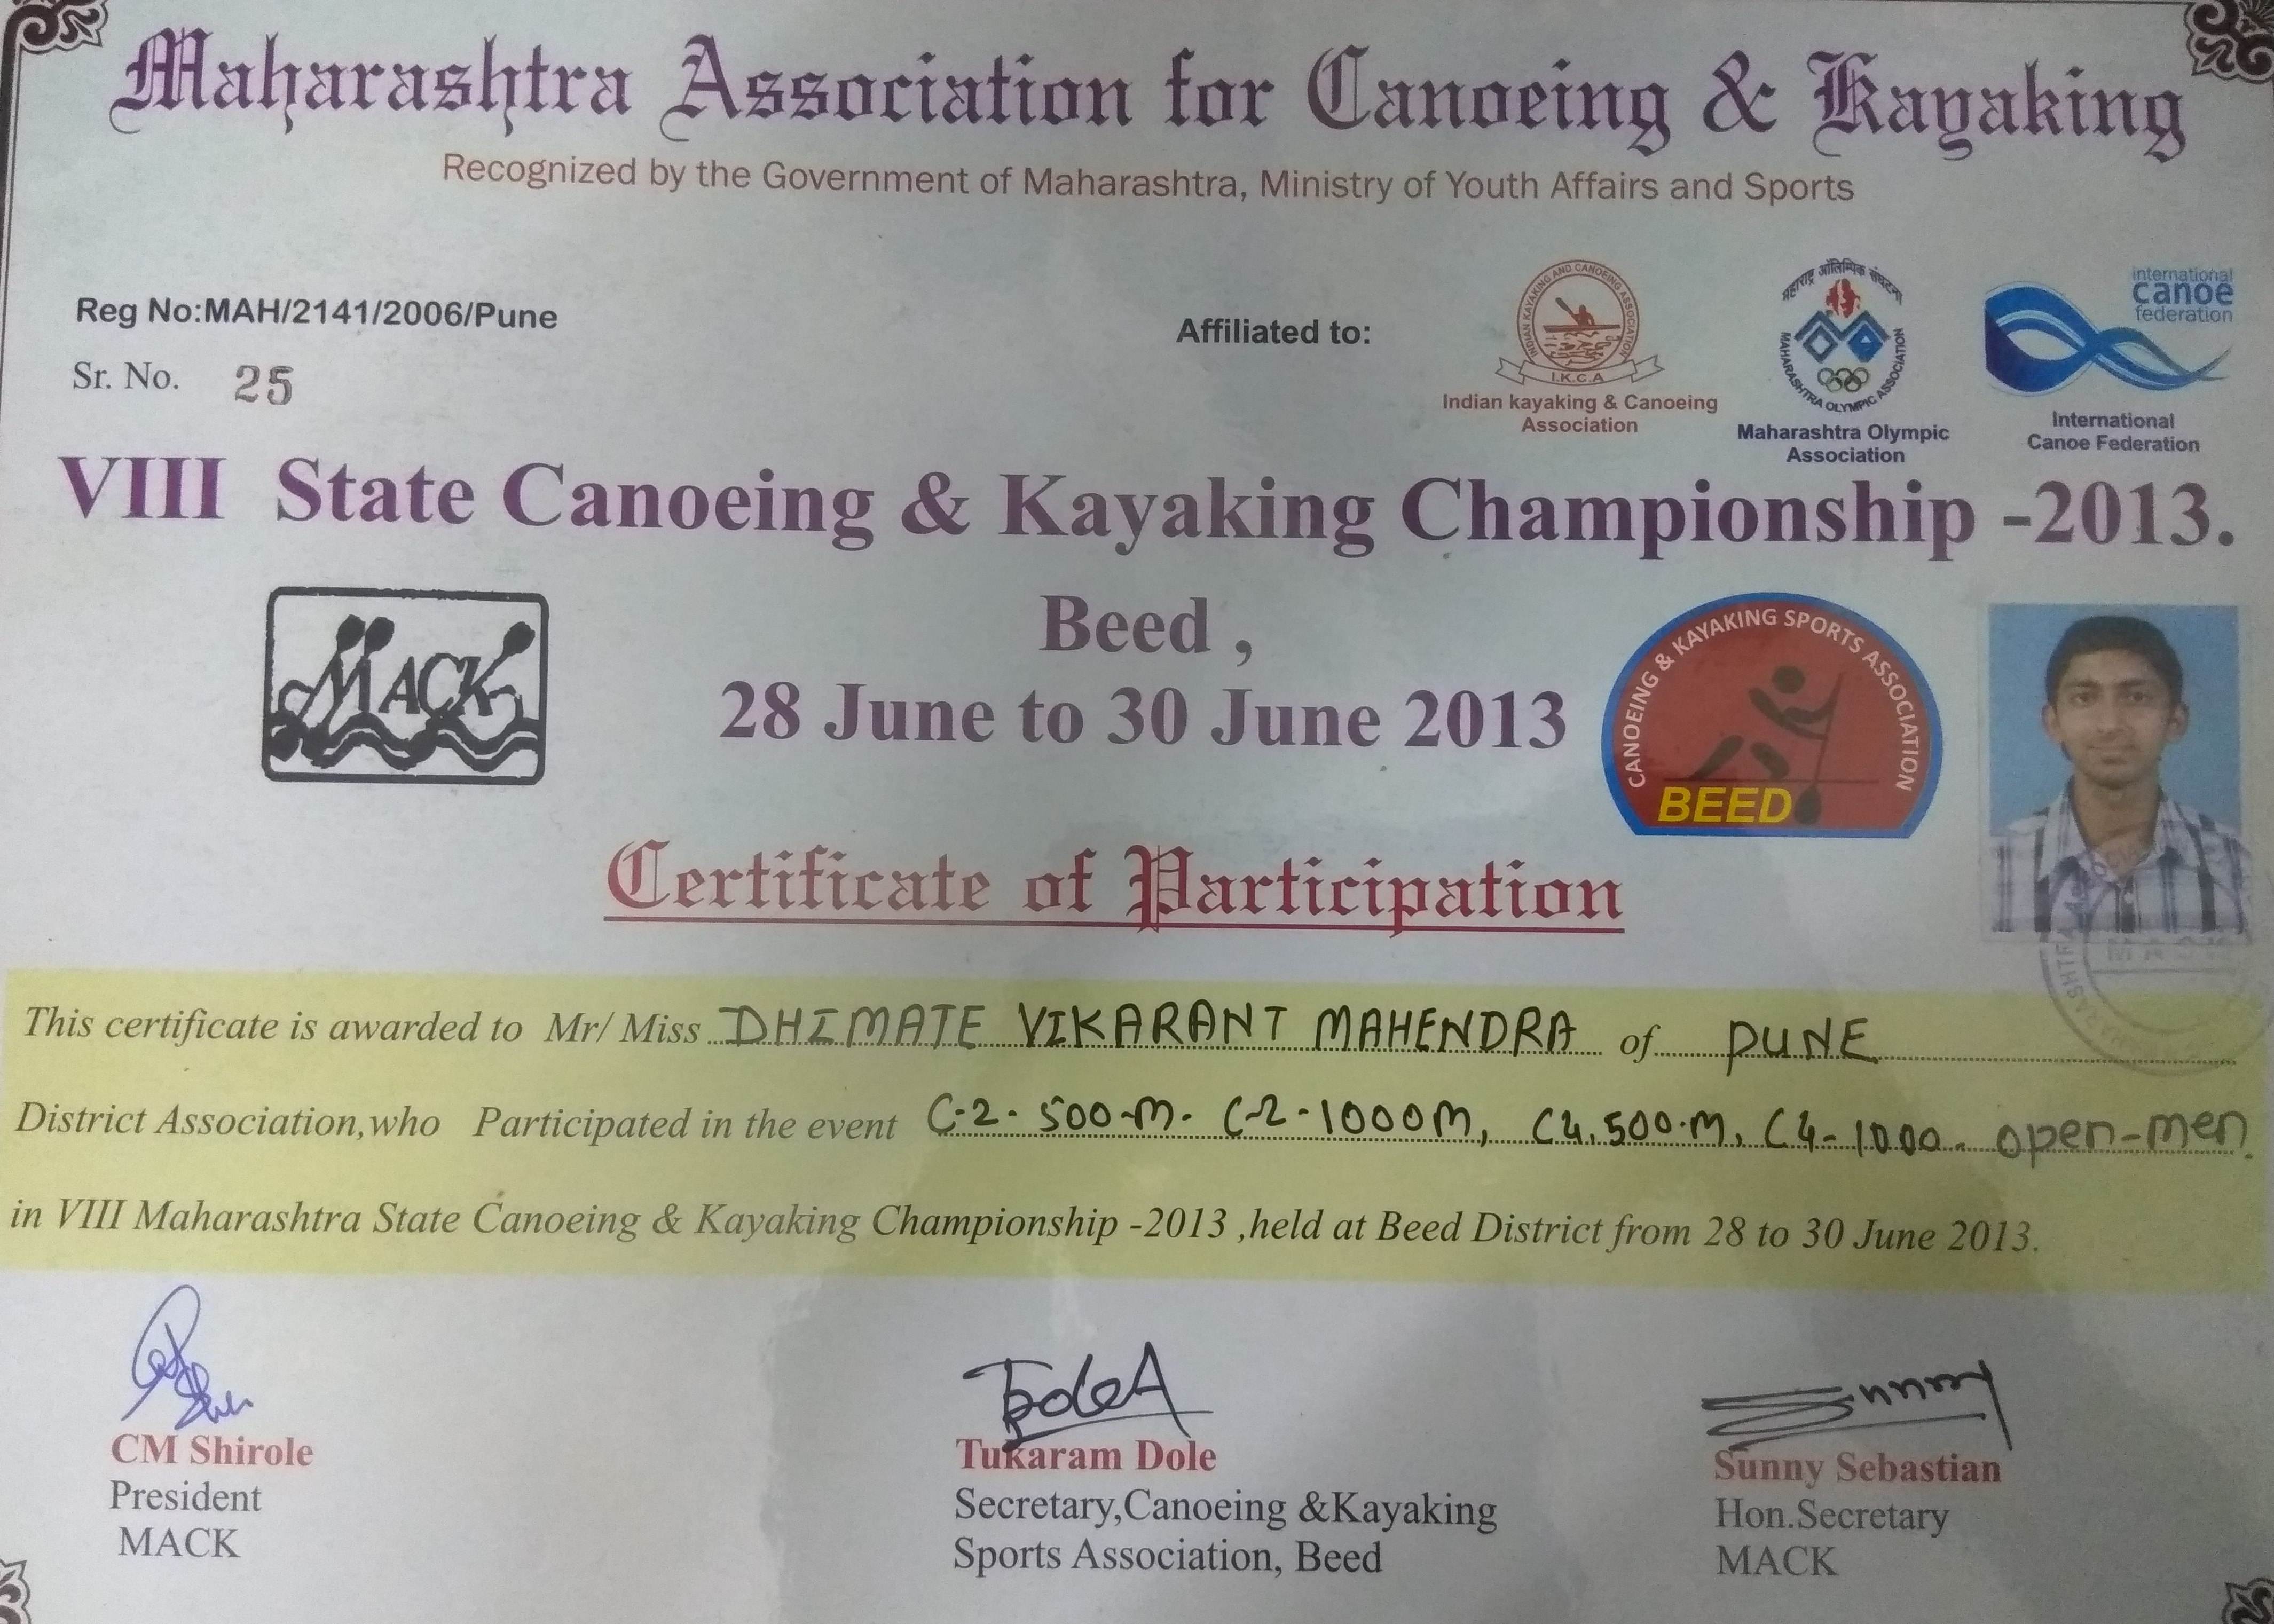 Maharashtra Association for Canoeing & Kayaking
Recognized by the Government of Maharashtra, Ministry of Youth Affairs and Sports
Reg No:MAH/2141/2006/Pune
Sr. No. 25
Affiliated to:
INDIAN KAYAKING AND CANOEING ASSOCIATION
I.K.C.A
Indian kayaking & Canoeing
Association
महाराष्ट्र ऑलिम्पिक संघटना
MAHARASHTRA OLYMPIC ASSOCIATION
Maharashtra Olympic
Association
international
canoe
federation
International
Canoe Federation
VIII State Canoeing & Kayaking Championship -2013.
MACK
Beed ,
28 June to 30 June 2013
CANOEING & KAYAKING SPORTS ASSOCIATION
BEED
Certificate of Participation
This certificate is awarded to Mr/ Miss DHIMATE VIKARANT MAHENDRA of PUNE
District Association,who Participated in the event C-2- 500-M- C-2-1000M, C4.500.M, C4-1000- open-men.
in VIII Maharashtra State Canoeing & Kayaking Championship -2013 ,held at Beed District from 28 to 30 June 2013.
CM Shirole
President
MACK
Tukaram Dole
Secretary,Canoeing &Kayaking
Sports Association, Beed
Sunny
Sunny Sebastian
Hon.Secretary
MACK